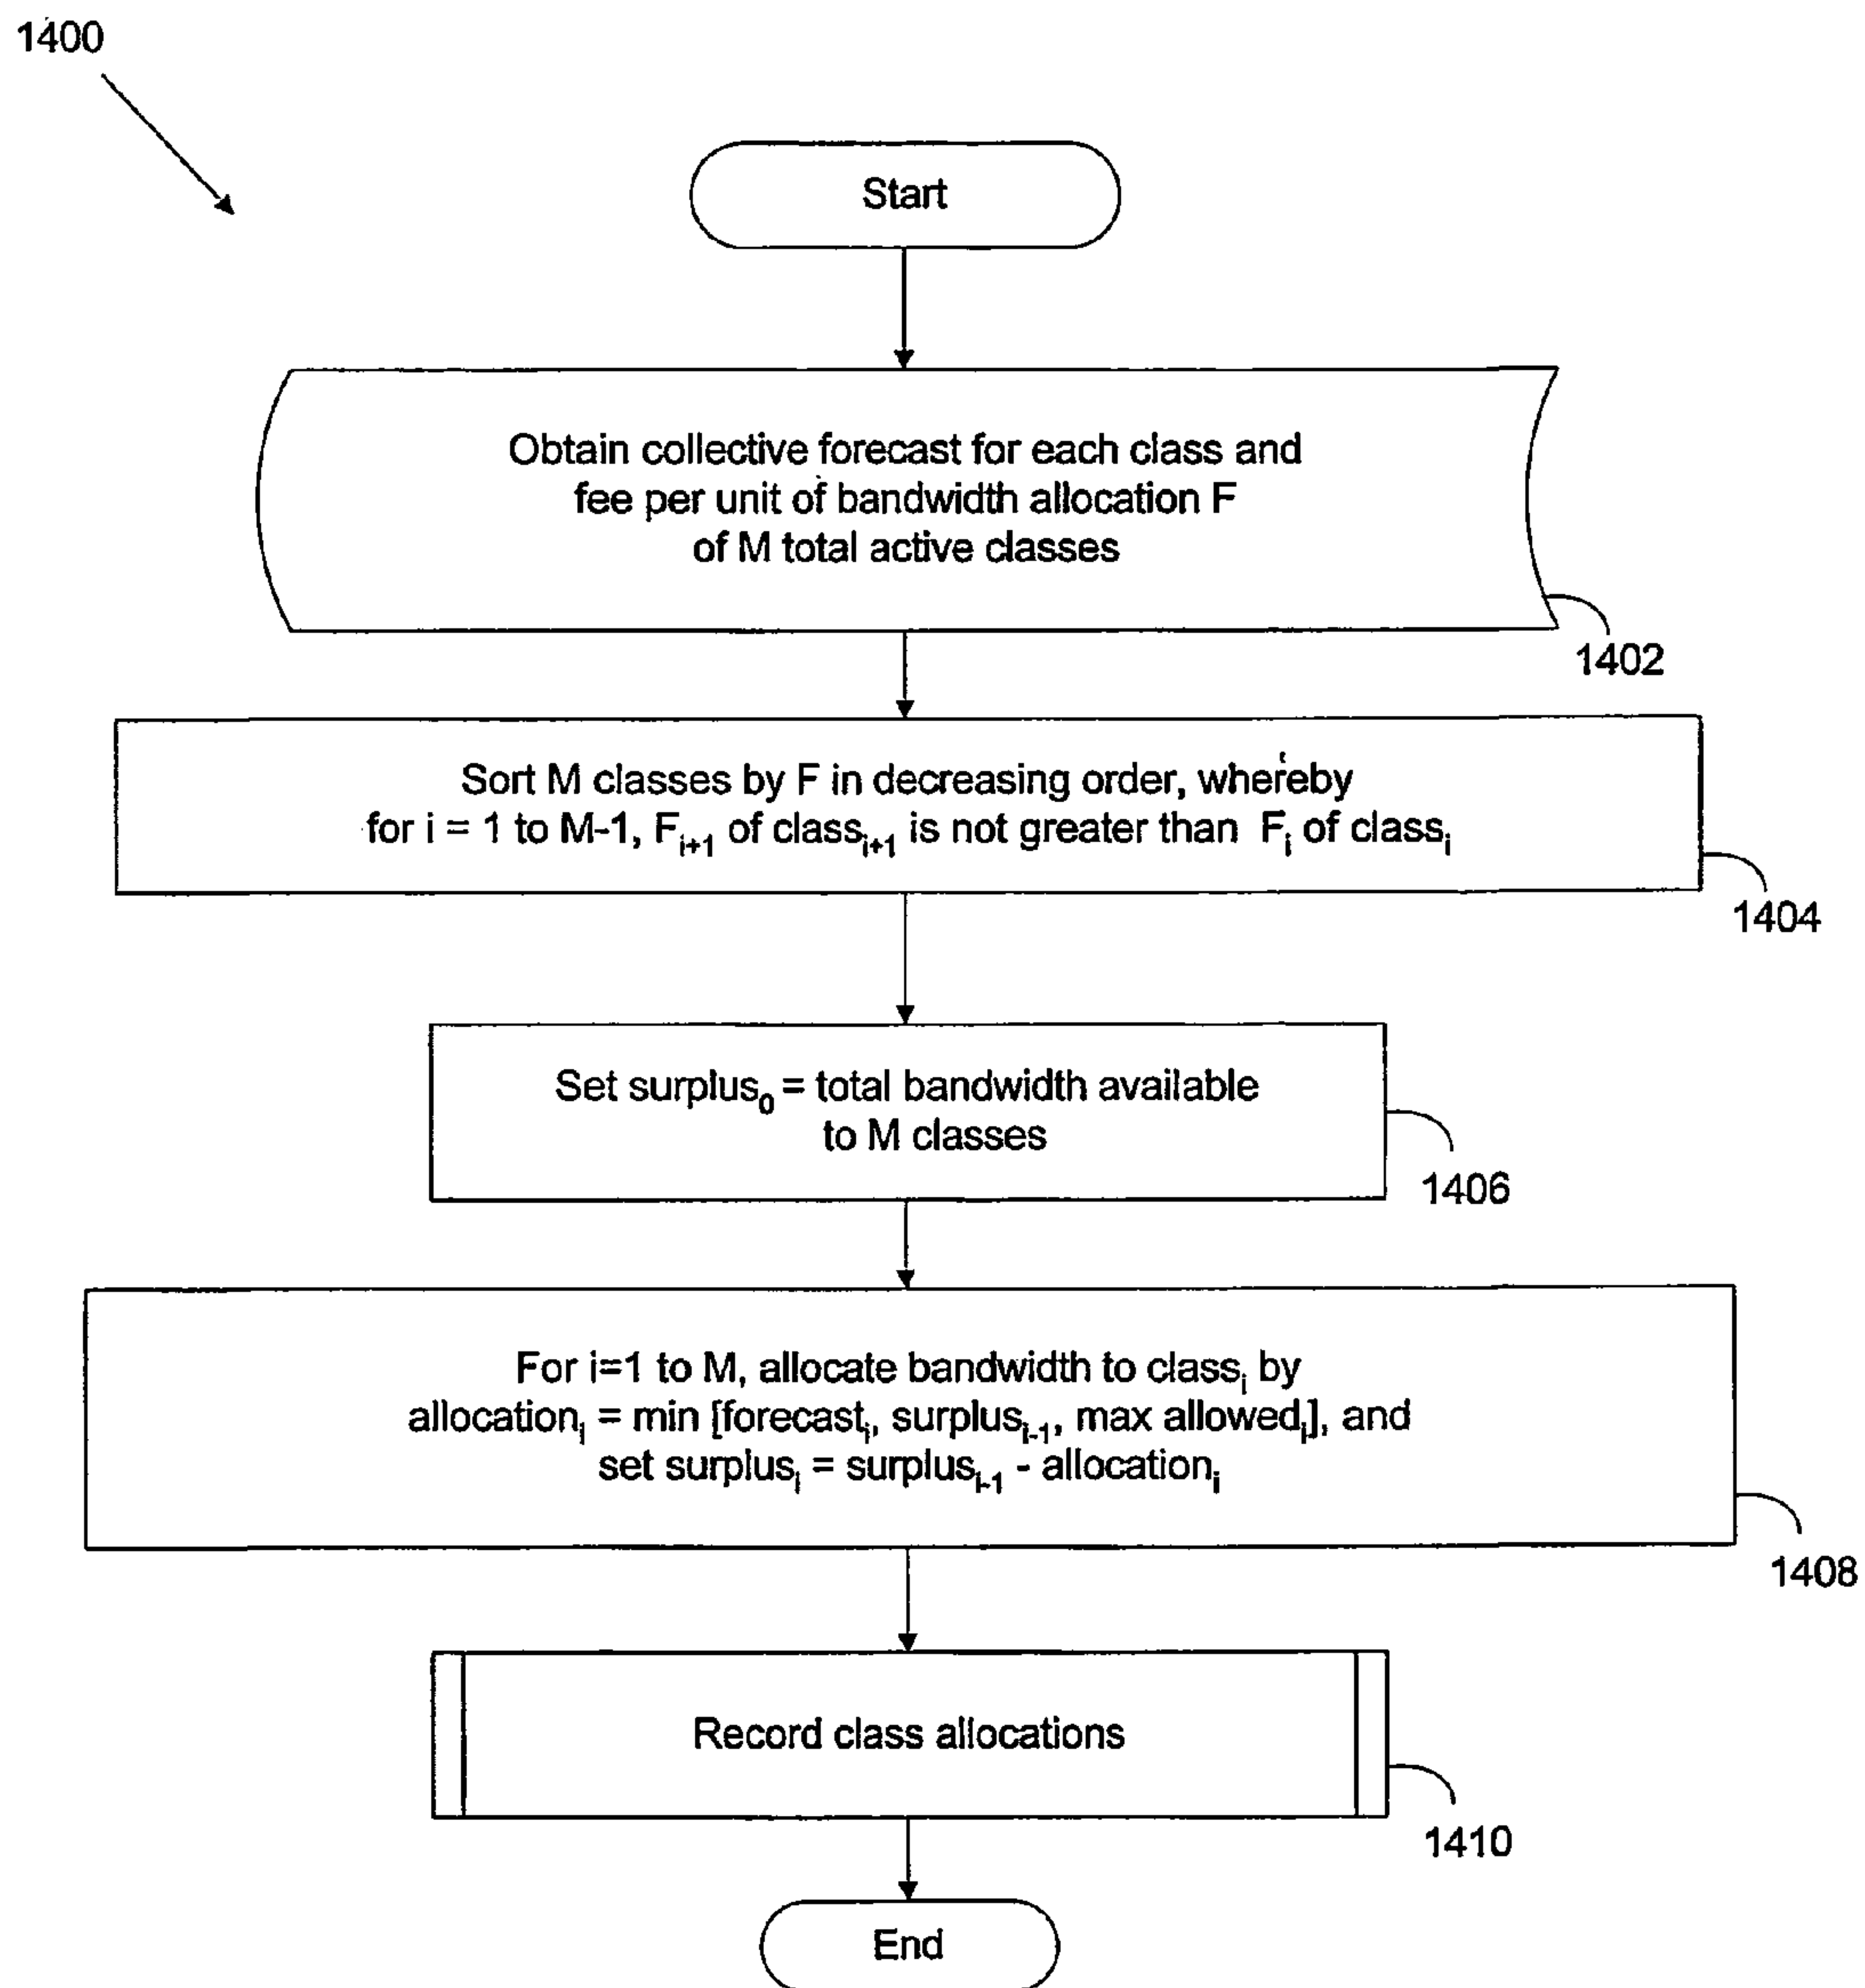 1400
Start
Obtain collective forecast for each class and
fee per unit of bandwidth allocation F
of M total active classes
1402
Sort M classes by F in decreasing order, whereby
for i = 1 to M-1, Fᵢ₊₁ of classᵢ₊₁ is not greater than Fᵢ of classᵢ
1404
Set surplus₀ = total bandwidth available
to M classes
1406
For i=1 to M, allocate bandwidth to classᵢ by
allocationᵢ = min [forecastᵢ, surplusᵢ₋₁, max allowedᵢ], and
set surplusᵢ = surplusᵢ₋₁ - allocationᵢ
1408
Record class allocations
1410
End